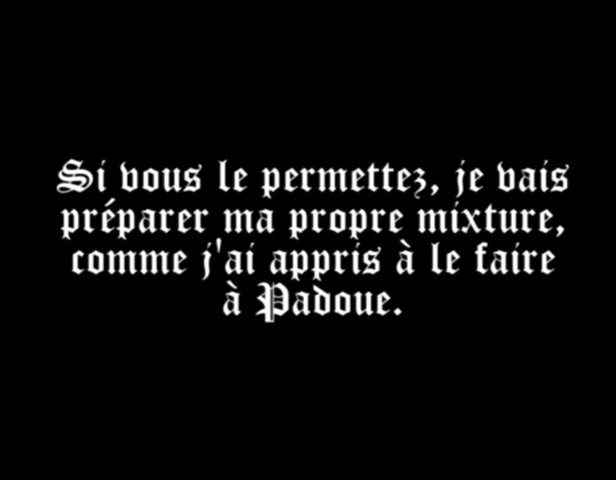 Si vous le permettez, je vais
préparer ma propre mixture,
comme j'ai appris à le faire
à Padoue.